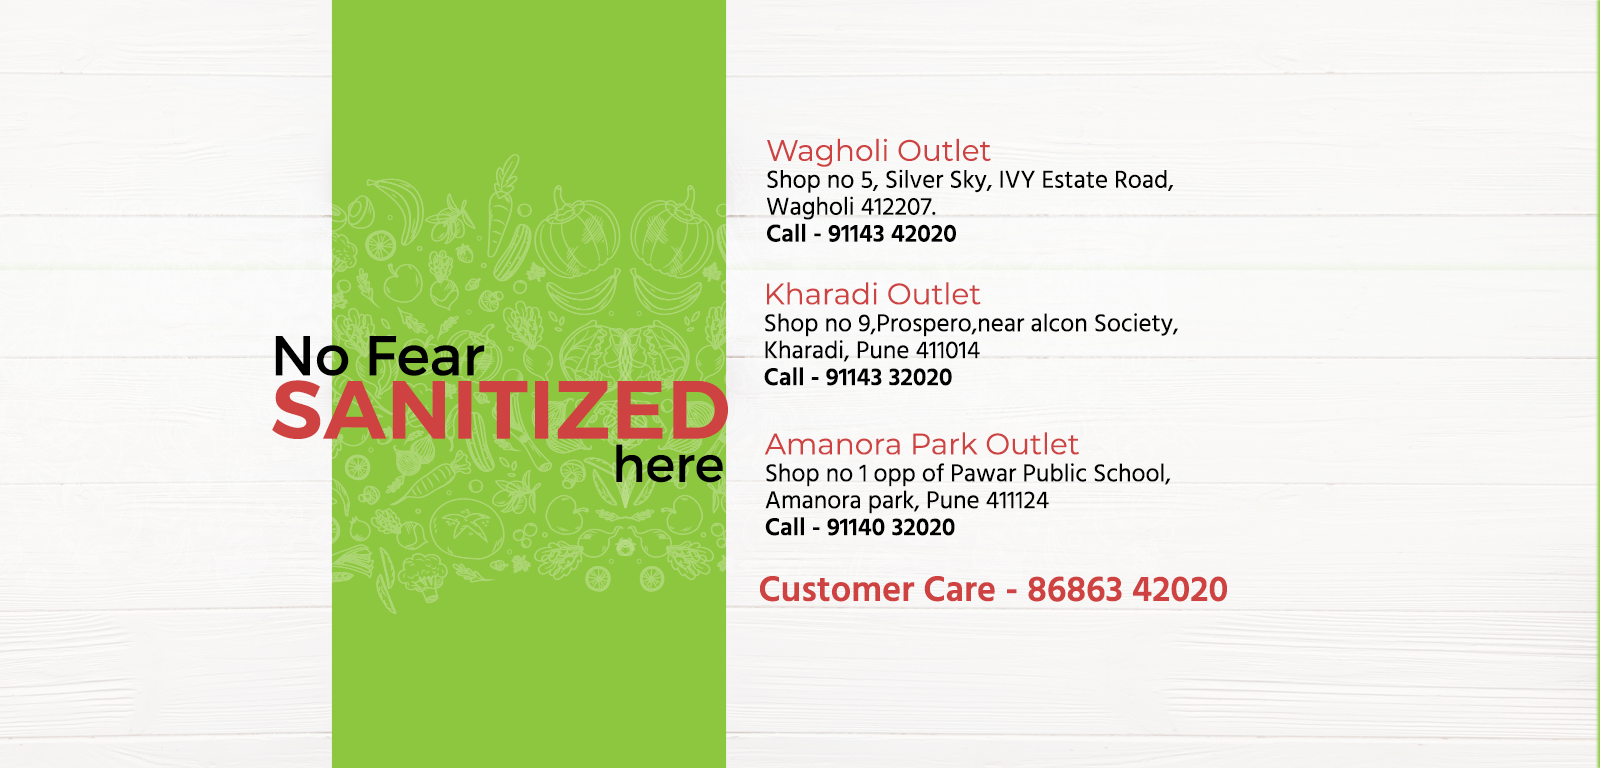 No Fear
SANITIZED
here
Wagholi Outlet
Shop no 5, Silver Sky, IVY Estate Road,
Wagholi 412207.
Call - 91143 42020
Kharadi Outlet
Shop no 9,Prospero,near alcon Society,
Kharadi, Pune 411014
Call - 91143 32020
Amanora Park Outlet
Shop no 1 opp of Pawar Public School,
Amanora park, Pune 411124
Call - 91140 32020
Customer Care - 86863 42020